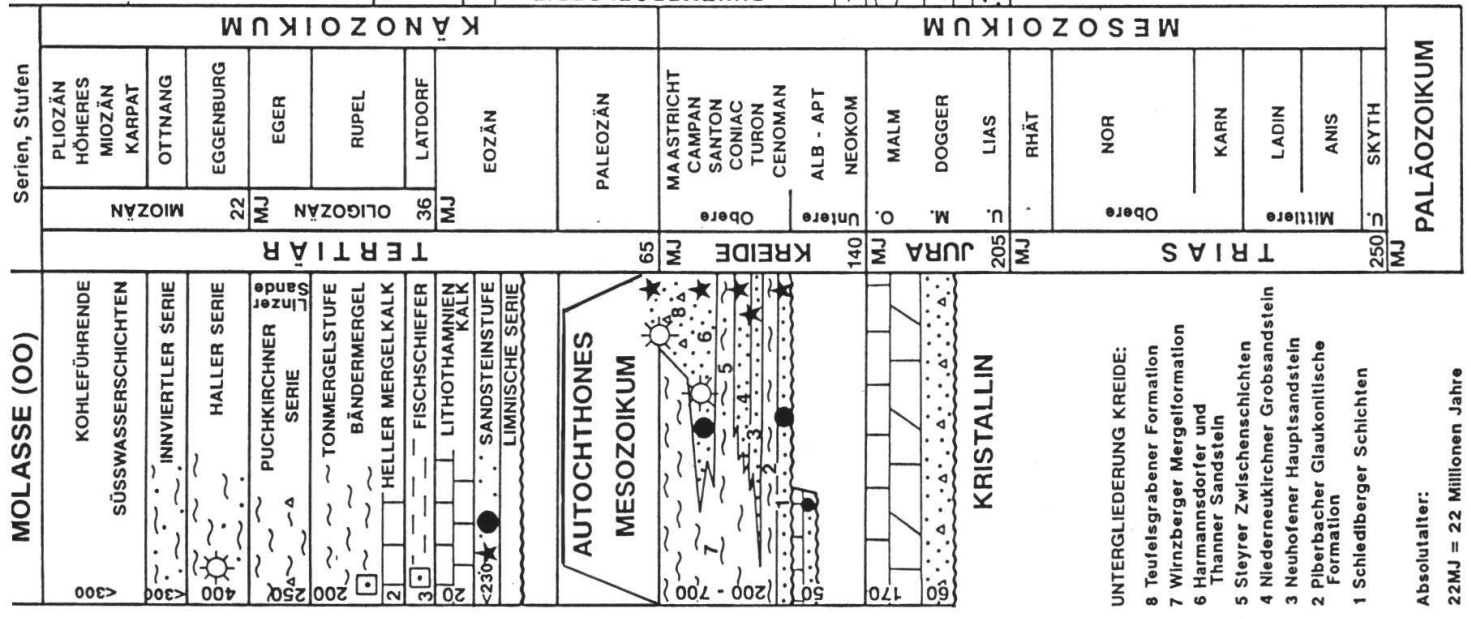 Serien, Stufen
PLIOZÄN
HÖHERES
MIOZÄN
KARPAT
OTTNANG
EGGENBURG
EGER
RUPEL
LATDORF
EOZÄN
PALEOZÄN
MAASTRICHT
CAMPAN
SANTON
CONIAC
TURON
CENOMAN
ALB - APT
NEOKOM
MALM
DOGGER
LIAS
RHÄT
NOR
KARN
LADIN
ANIS
SKYTH
KÄNOZOIKUM
MESOZOIKUM
PALÄOZOIKUM
MIOZÄN
22
MJ
OLIGOZÄN
36
MJ
Obere
Untere
O.
M.
U.
Obere
Mittlere
U.
TERTIÄR
65
MJ
KREIDE
140
MJ
JURA
205
MJ
TRIAS
250
MJ
MOLASSE (OÖ)
KOHLEFÜHRENDE
SÜSSWASSERSCHICHTEN
<300
INNVIERTLER SERIE
<300
HALLER SERIE
400
PUCHKIRCHNER
SERIE
Linzer
Sande
250
TONMERGELSTUFE
BÄNDERMERGEL
200
HELLER MERGELKALK
2
FISCHSCHIEFER
3
LITHOTHAMNIEN
KALK
20
SANDSTEINSTUFE
LIMNISCHE SERIE
<230
AUTOCHTHONES
MESOZOIKUM
8
6
7
5
4
3
2
1
200 - 700
200
50
170
60
KRISTALLIN
UNTERGLIEDERUNG KREIDE:
8 Teufelsgrabener Formation
7 Wirnzberger Mergelformation
6 Harmannsdorfer und
Thanner Sandstein
5 Steyrer Zwischenschichten
4 Niederneukirchner Grobsandstein
3 Neuhofener Hauptsandstein
2 Piberbacher Glaukonitische
Formation
1 Schiedlberger Schichten
Absolutalter:
22MJ = 22 Millionen Jahre